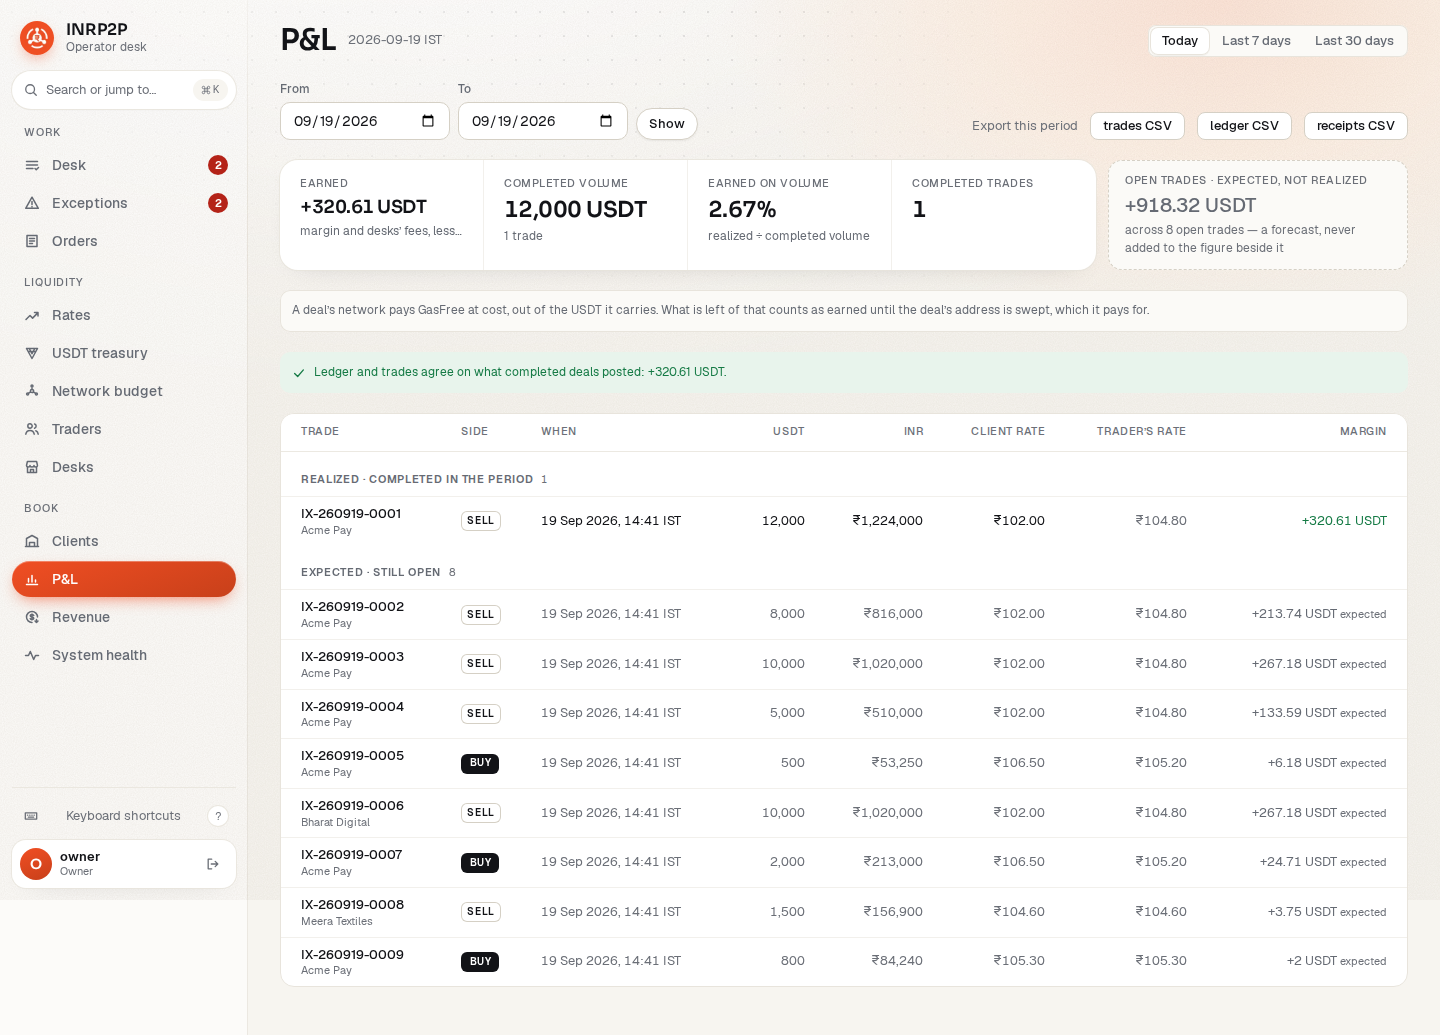 INRP2P
Operator desk
Search or jump to...
⌘K
WORK
Desk 2
Exceptions 2
Orders
LIQUIDITY
Rates
USDT treasury
Network budget
Traders
Desks
BOOK
Clients
P&L
Revenue
System health
Keyboard shortcuts ?
O owner
Owner
P&L 2026-09-19 IST
Today Last 7 days Last 30 days
From To
09/19/2026 09/19/2026 Show
Export this period trades CSV ledger CSV receipts CSV
EARNED
+320.61 USDT
margin and desks' fees, less…
COMPLETED VOLUME
12,000 USDT
1 trade
EARNED ON VOLUME
2.67%
realized ÷ completed volume
COMPLETED TRADES
1
OPEN TRADES · EXPECTED, NOT REALIZED
+918.32 USDT
across 8 open trades — a forecast, never
added to the figure beside it
A deal's network pays GasFree at cost, out of the USDT it carries. What is left of that counts as earned until the deal's address is swept, which it pays for.
Ledger and trades agree on what completed deals posted: +320.61 USDT.
TRADE SIDE WHEN USDT INR CLIENT RATE TRADER'S RATE MARGIN
REALIZED · COMPLETED IN THE PERIOD 1
IX-260919-0001 SELL 19 Sep 2026, 14:41 IST 12,000 ₹1,224,000 ₹102.00 ₹104.80 +320.61 USDT
Acme Pay
EXPECTED · STILL OPEN 8
IX-260919-0002 SELL 19 Sep 2026, 14:41 IST 8,000 ₹816,000 ₹102.00 ₹104.80 +213.74 USDT expected
Acme Pay
IX-260919-0003 SELL 19 Sep 2026, 14:41 IST 10,000 ₹1,020,000 ₹102.00 ₹104.80 +267.18 USDT expected
Acme Pay
IX-260919-0004 SELL 19 Sep 2026, 14:41 IST 5,000 ₹510,000 ₹102.00 ₹104.80 +133.59 USDT expected
Acme Pay
IX-260919-0005 BUY 19 Sep 2026, 14:41 IST 500 ₹53,250 ₹106.50 ₹105.20 +6.18 USDT expected
Acme Pay
IX-260919-0006 SELL 19 Sep 2026, 14:41 IST 10,000 ₹1,020,000 ₹102.00 ₹104.80 +267.18 USDT expected
Bharat Digital
IX-260919-0007 BUY 19 Sep 2026, 14:41 IST 2,000 ₹213,000 ₹106.50 ₹105.20 +24.71 USDT expected
Acme Pay
IX-260919-0008 SELL 19 Sep 2026, 14:41 IST 1,500 ₹156,900 ₹104.60 ₹104.60 +3.75 USDT expected
Meera Textiles
IX-260919-0009 BUY 19 Sep 2026, 14:41 IST 800 ₹84,240 ₹105.30 ₹105.30 +2 USDT expected
Acme Pay